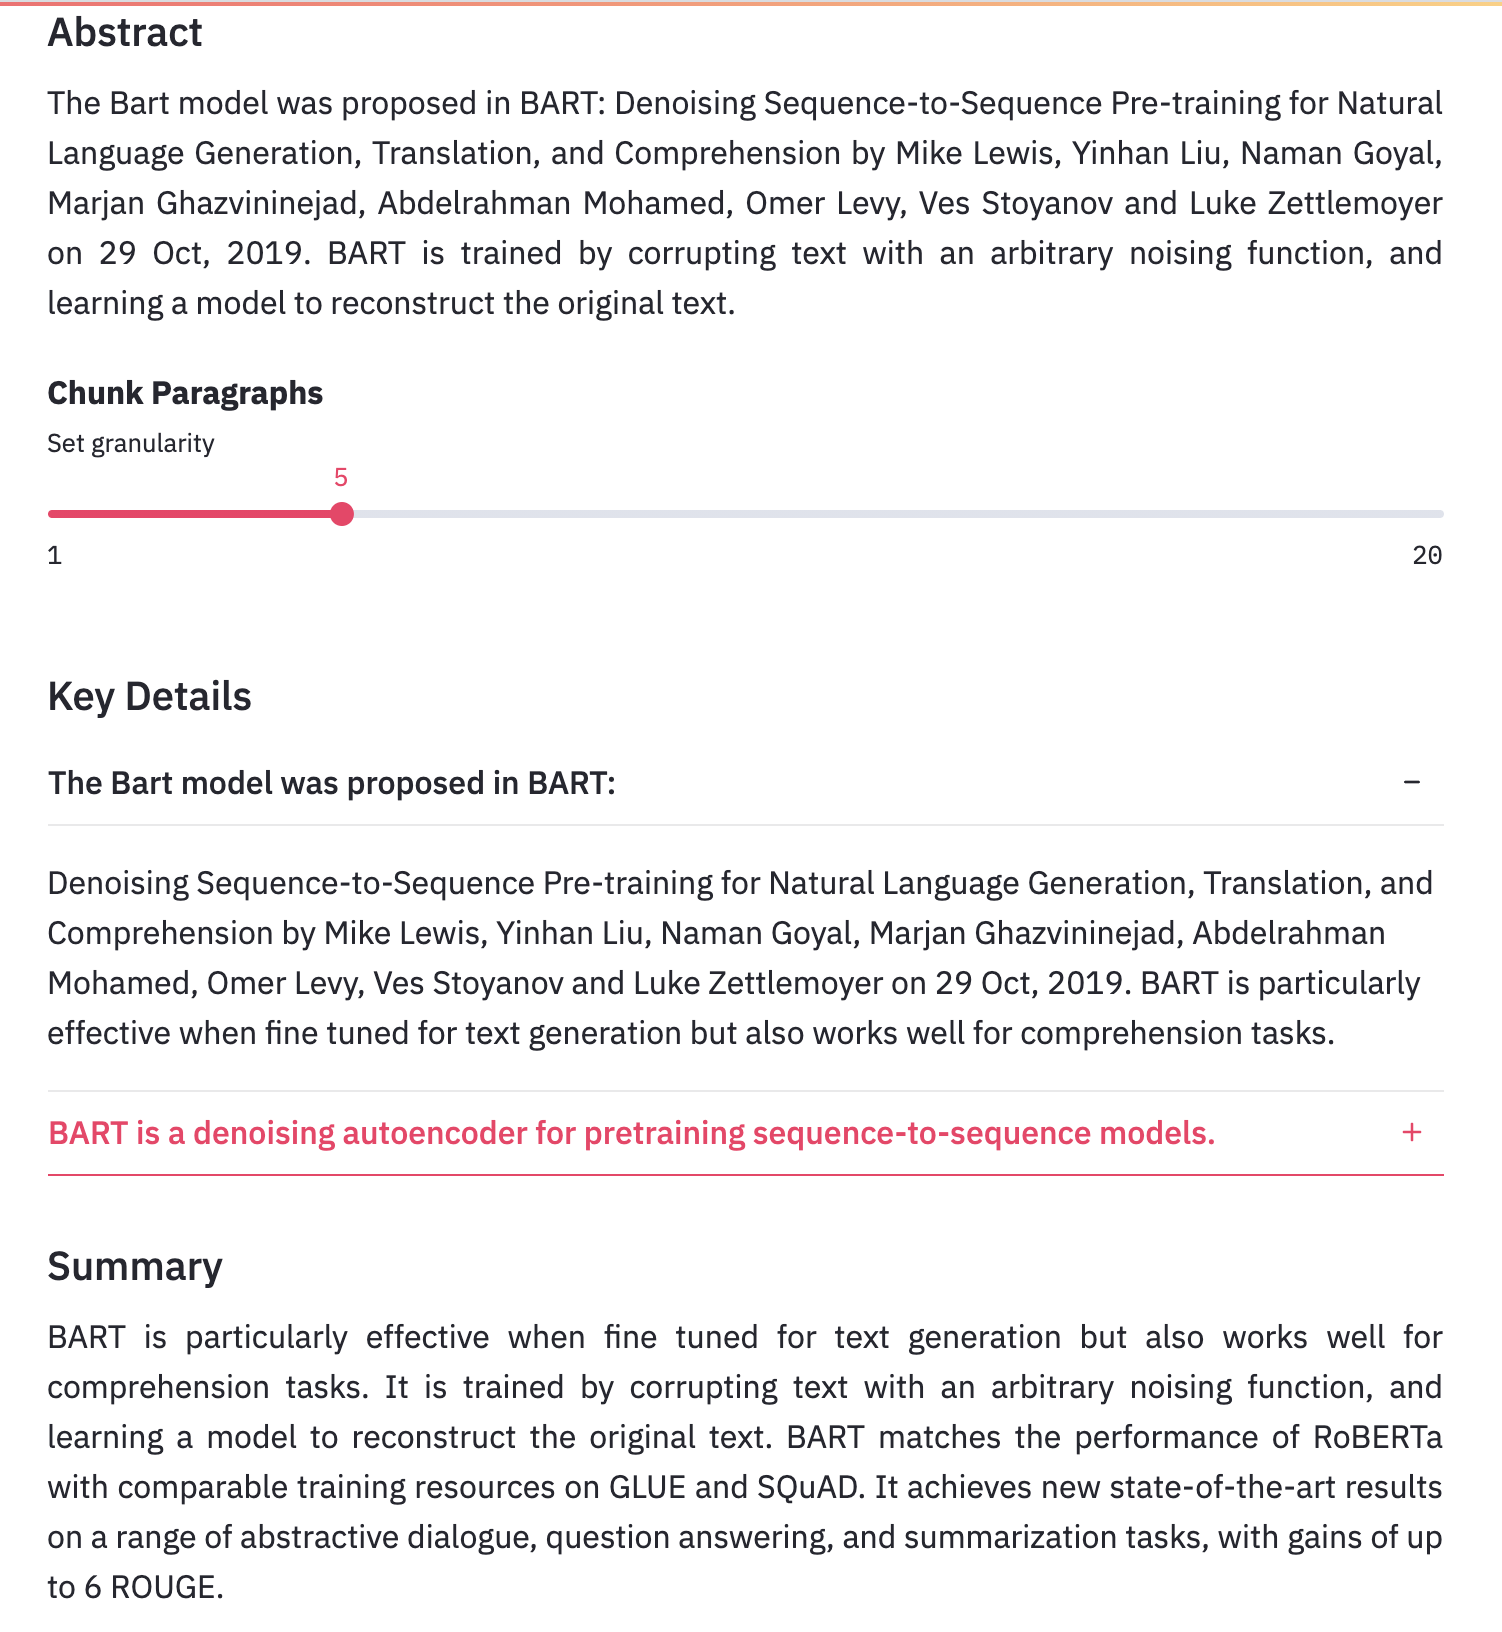 Abstract
The Bart model was proposed in BART: Denoising Sequence-to-Sequence Pre-training for Natural
Language Generation, Translation, and Comprehension by Mike Lewis, Yinhan Liu, Naman Goyal,
Marjan Ghazvininejad, Abdelrahman Mohamed, Omer Levy, Ves Stoyanov and Luke Zettlemoyer
on 29 Oct, 2019. BART is trained by corrupting text with an arbitrary noising function, and
learning a model to reconstruct the original text.
Chunk Paragraphs
Set granularity
5
1
20
Key Details
The Bart model was proposed in BART:
−
Denoising Sequence-to-Sequence Pre-training for Natural Language Generation, Translation, and
Comprehension by Mike Lewis, Yinhan Liu, Naman Goyal, Marjan Ghazvininejad, Abdelrahman
Mohamed, Omer Levy, Ves Stoyanov and Luke Zettlemoyer on 29 Oct, 2019. BART is particularly
effective when fine tuned for text generation but also works well for comprehension tasks.
BART is a denoising autoencoder for pretraining sequence-to-sequence models.
+
Summary
BART is particularly effective when fine tuned for text generation but also works well for
comprehension tasks. It is trained by corrupting text with an arbitrary noising function, and
learning a model to reconstruct the original text. BART matches the performance of RoBERTa
with comparable training resources on GLUE and SQuAD. It achieves new state-of-the-art results
on a range of abstractive dialogue, question answering, and summarization tasks, with gains of up
to 6 ROUGE.